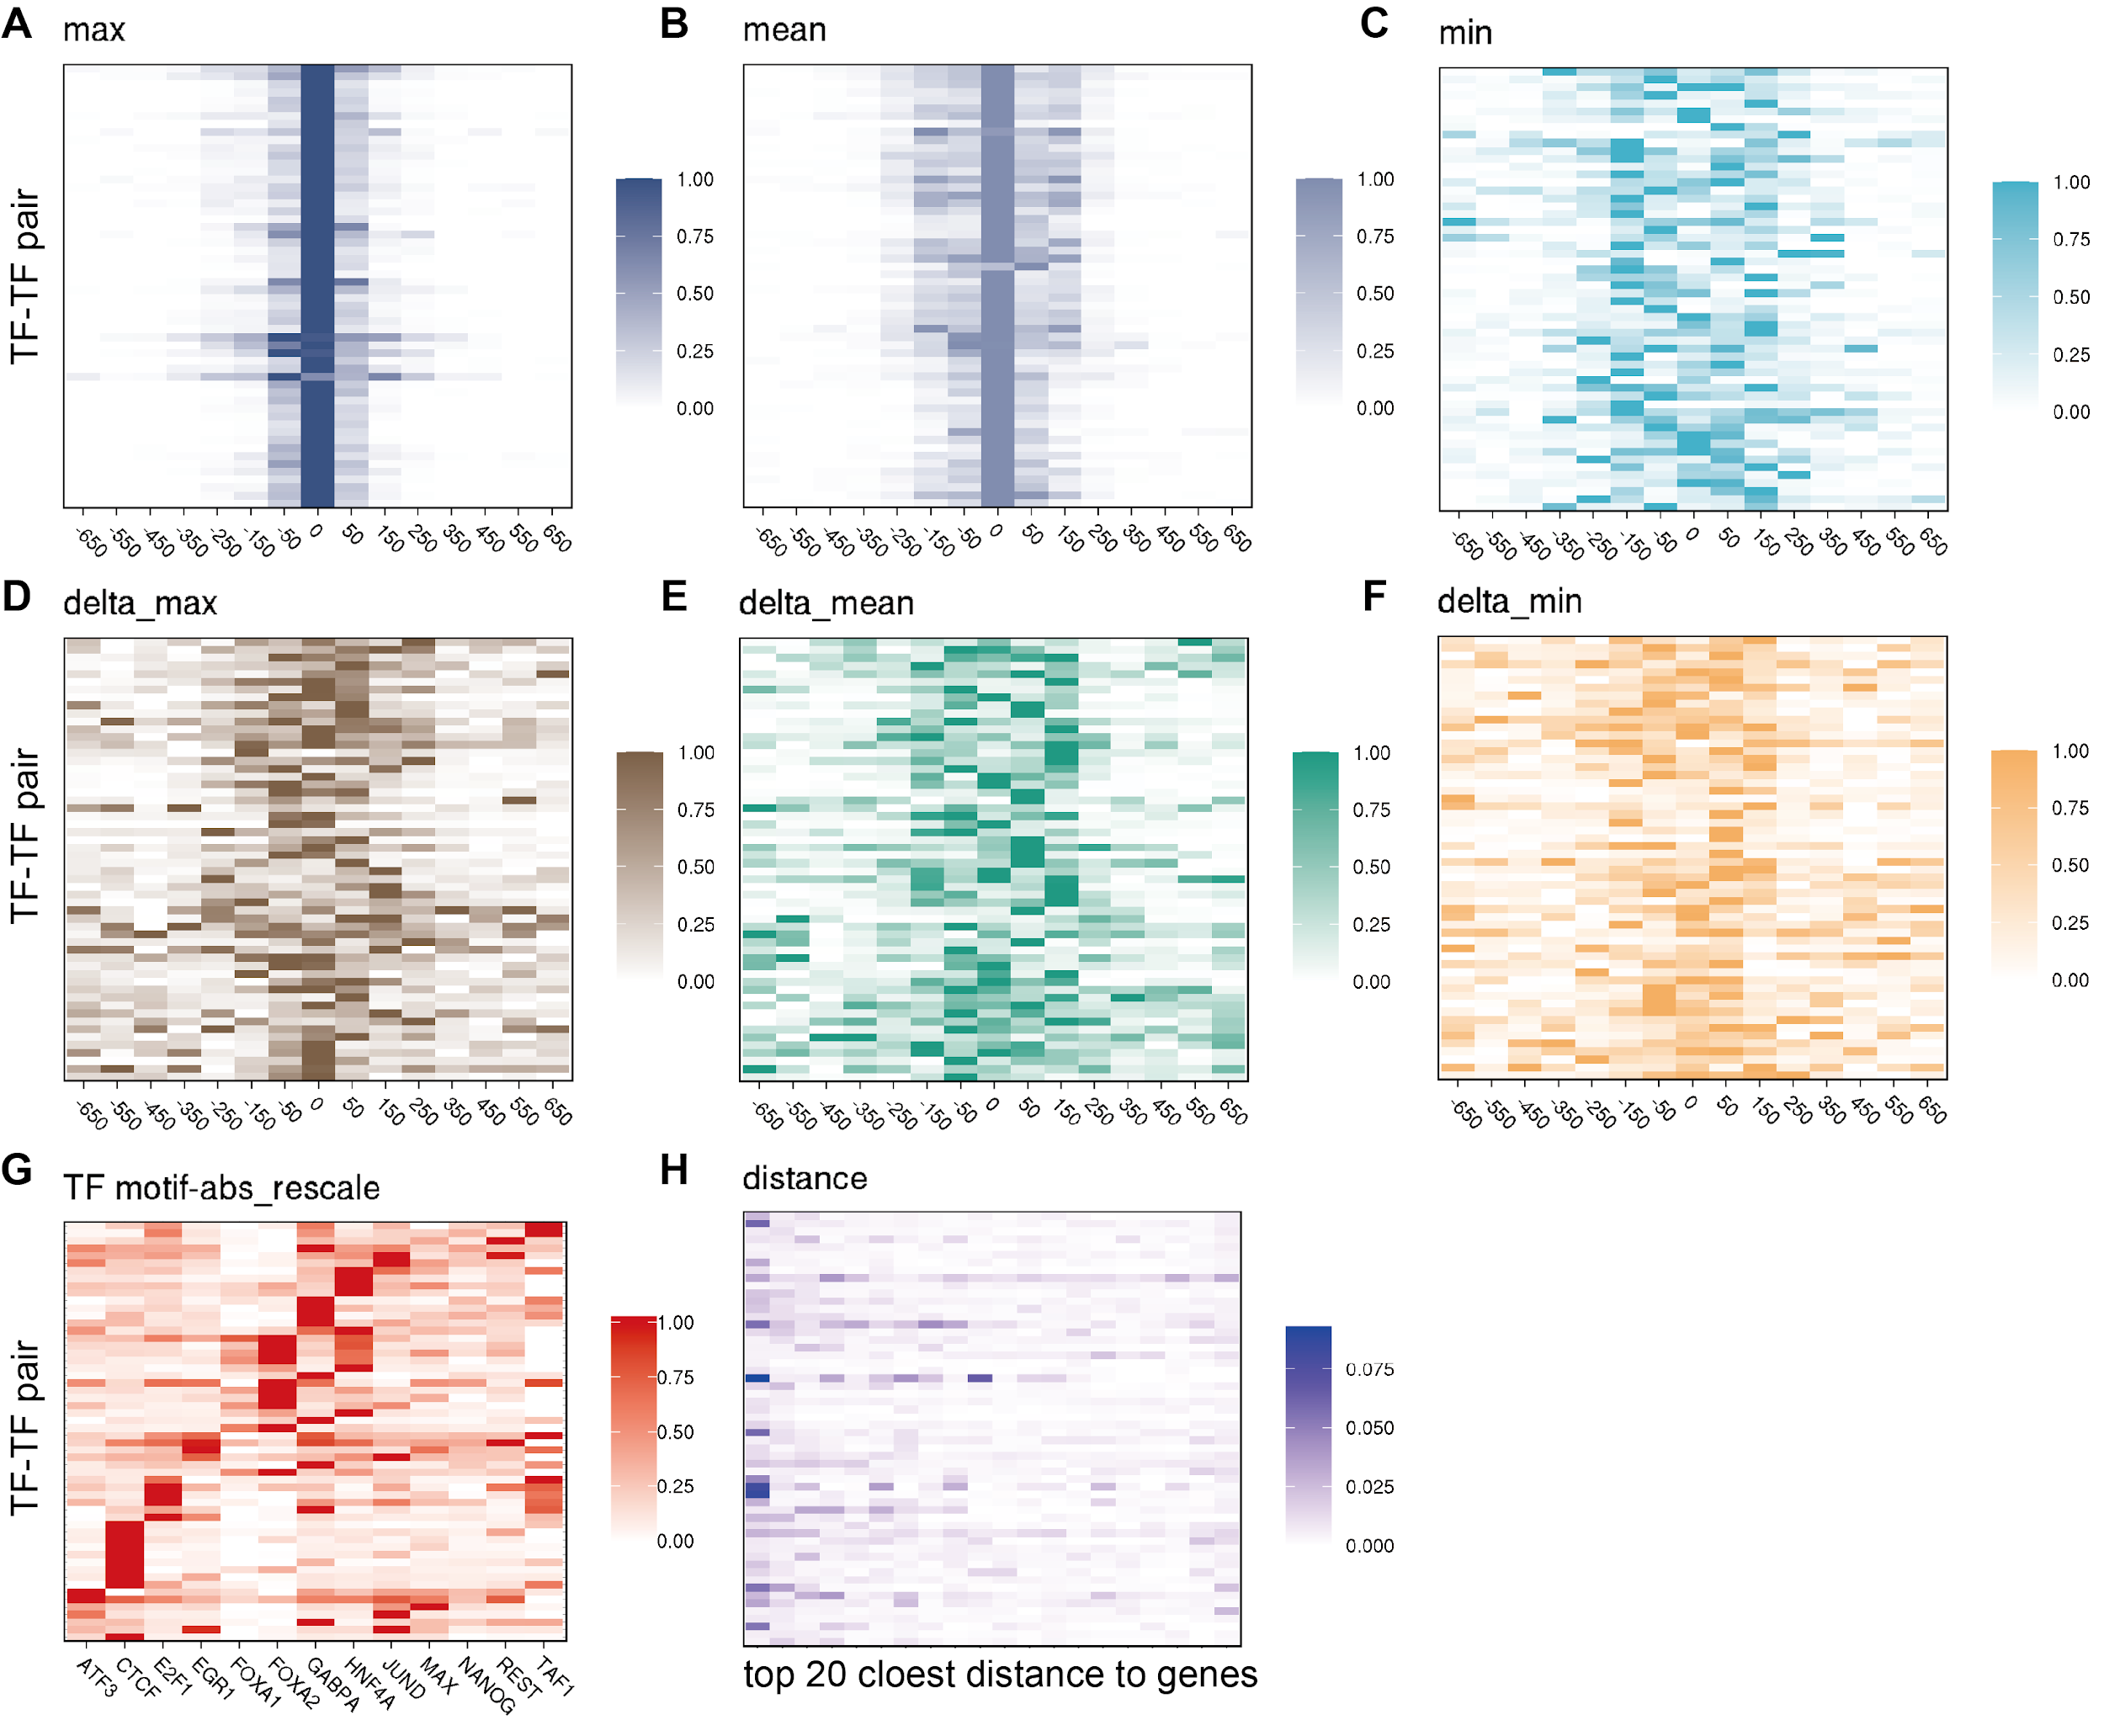 A max
B mean
C min
TF-TF pair
1.00
0.75
0.50
0.25
0.00
1.00
0.75
0.50
0.25
0.00
1.00
0.75
0.50
0.25
0.00
-650 -550 -450 -350 -250 -150 -50 0 50 150 250 350 450 550 650
-650 -550 -450 -350 -250 -150 -50 0 50 150 250 350 450 550 650
-650 -550 -450 -350 -250 -150 -50 0 50 150 250 350 450 550 650
D delta_max
E delta_mean
F delta_min
TF-TF pair
1.00
0.75
0.50
0.25
0.00
1.00
0.75
0.50
0.25
0.00
1.00
0.75
0.50
0.25
0.00
-650 -550 -450 -350 -250 -150 -50 0 50 150 250 350 450 550 650
-650 -550 -450 -350 -250 -150 -50 0 50 150 250 350 450 550 650
-650 -550 -450 -350 -250 -150 -50 0 50 150 250 350 450 550 650
G TF motif-abs_rescale
H distance
TF-TF pair
1.00
0.75
0.50
0.25
0.00
0.075
0.050
0.025
0.000
ATF3 CTCF E2F1 EGR1 FOXA1 FOXA2 GABPA HNF4A JUND MAX NANOG REST TAF1
top 20 cloest distance to genes